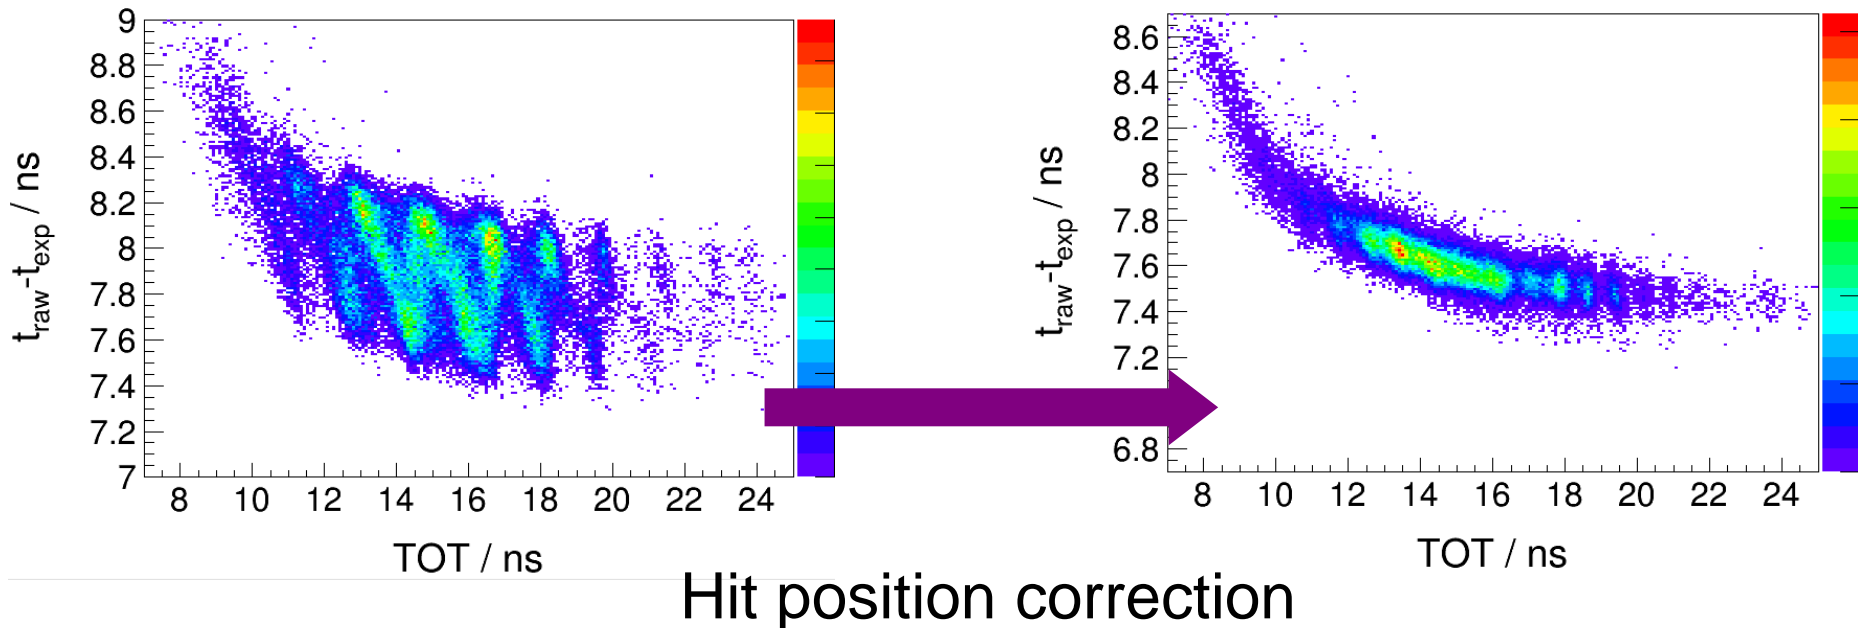 9
8.8
8.6
8.4
8.2
8
7.8
7.6
7.4
7.2
7
t_raw-t_exp / ns
8 10 12 14 16 18 20 22 24
TOT / ns
8.6
8.4
8.2
8
7.8
7.6
7.4
7.2
6.8
t_raw-t_exp / ns
8 10 12 14 16 18 20 22 24
TOT / ns
Hit position correction